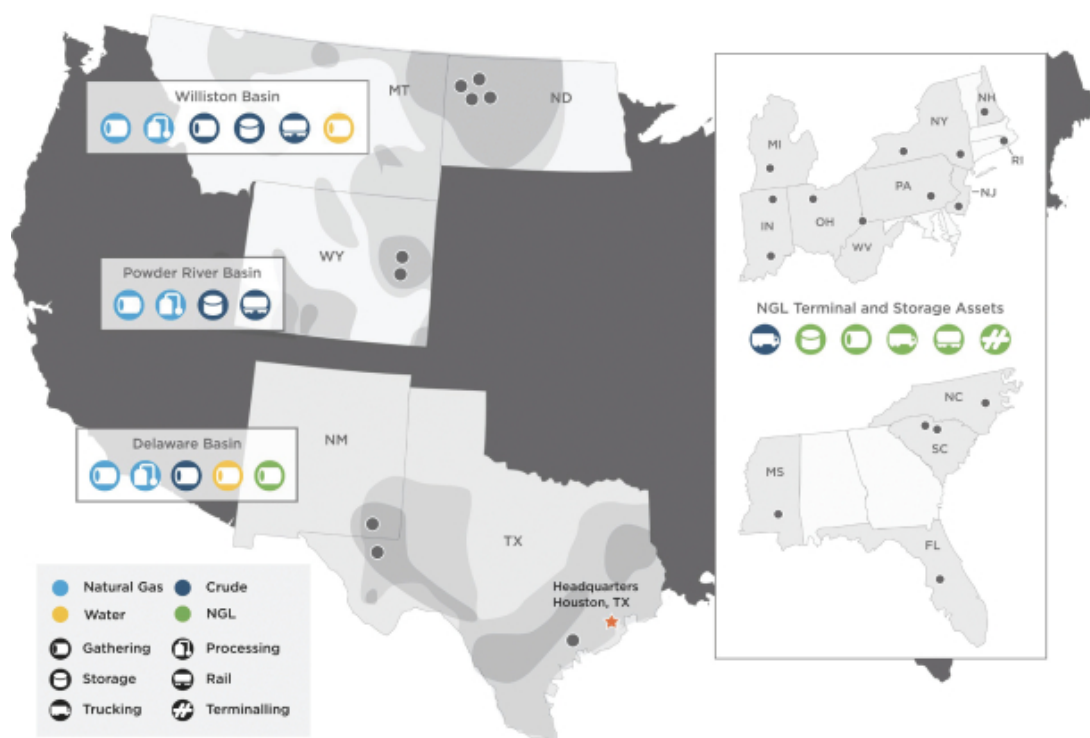 Williston Basin
MT
ND
Powder River Basin
WY
Delaware Basin
NM
TX
Headquarters
Houston, TX
Natural Gas
Crude
Water
NGL
Gathering
Processing
Storage
Rail
Trucking
Terminalling
NH
NY
MI
RI
PA
NJ
IN
OH
WV
NGL Terminal and Storage Assets
NC
SC
MS
FL